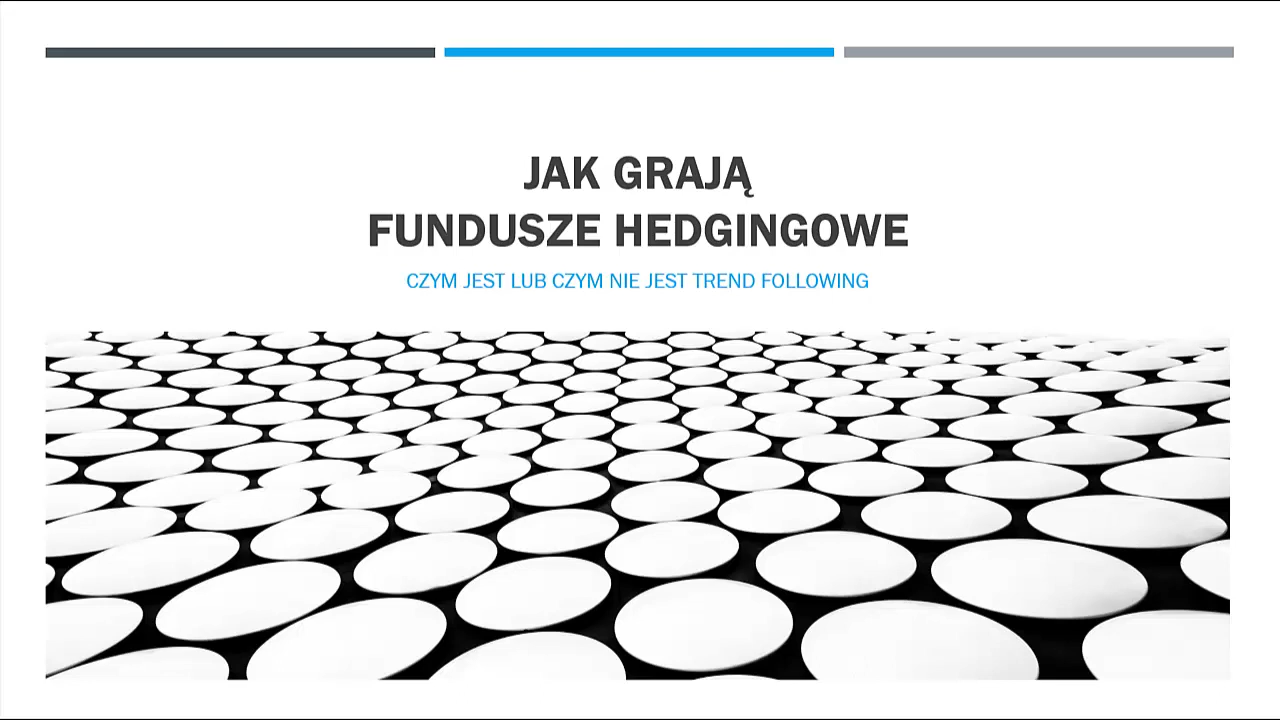 JAK GRAJĄ
FUNDUSZE HEDGINGOWE
CZYM JEST LUB CZYM NIE JEST TREND FOLLOWING